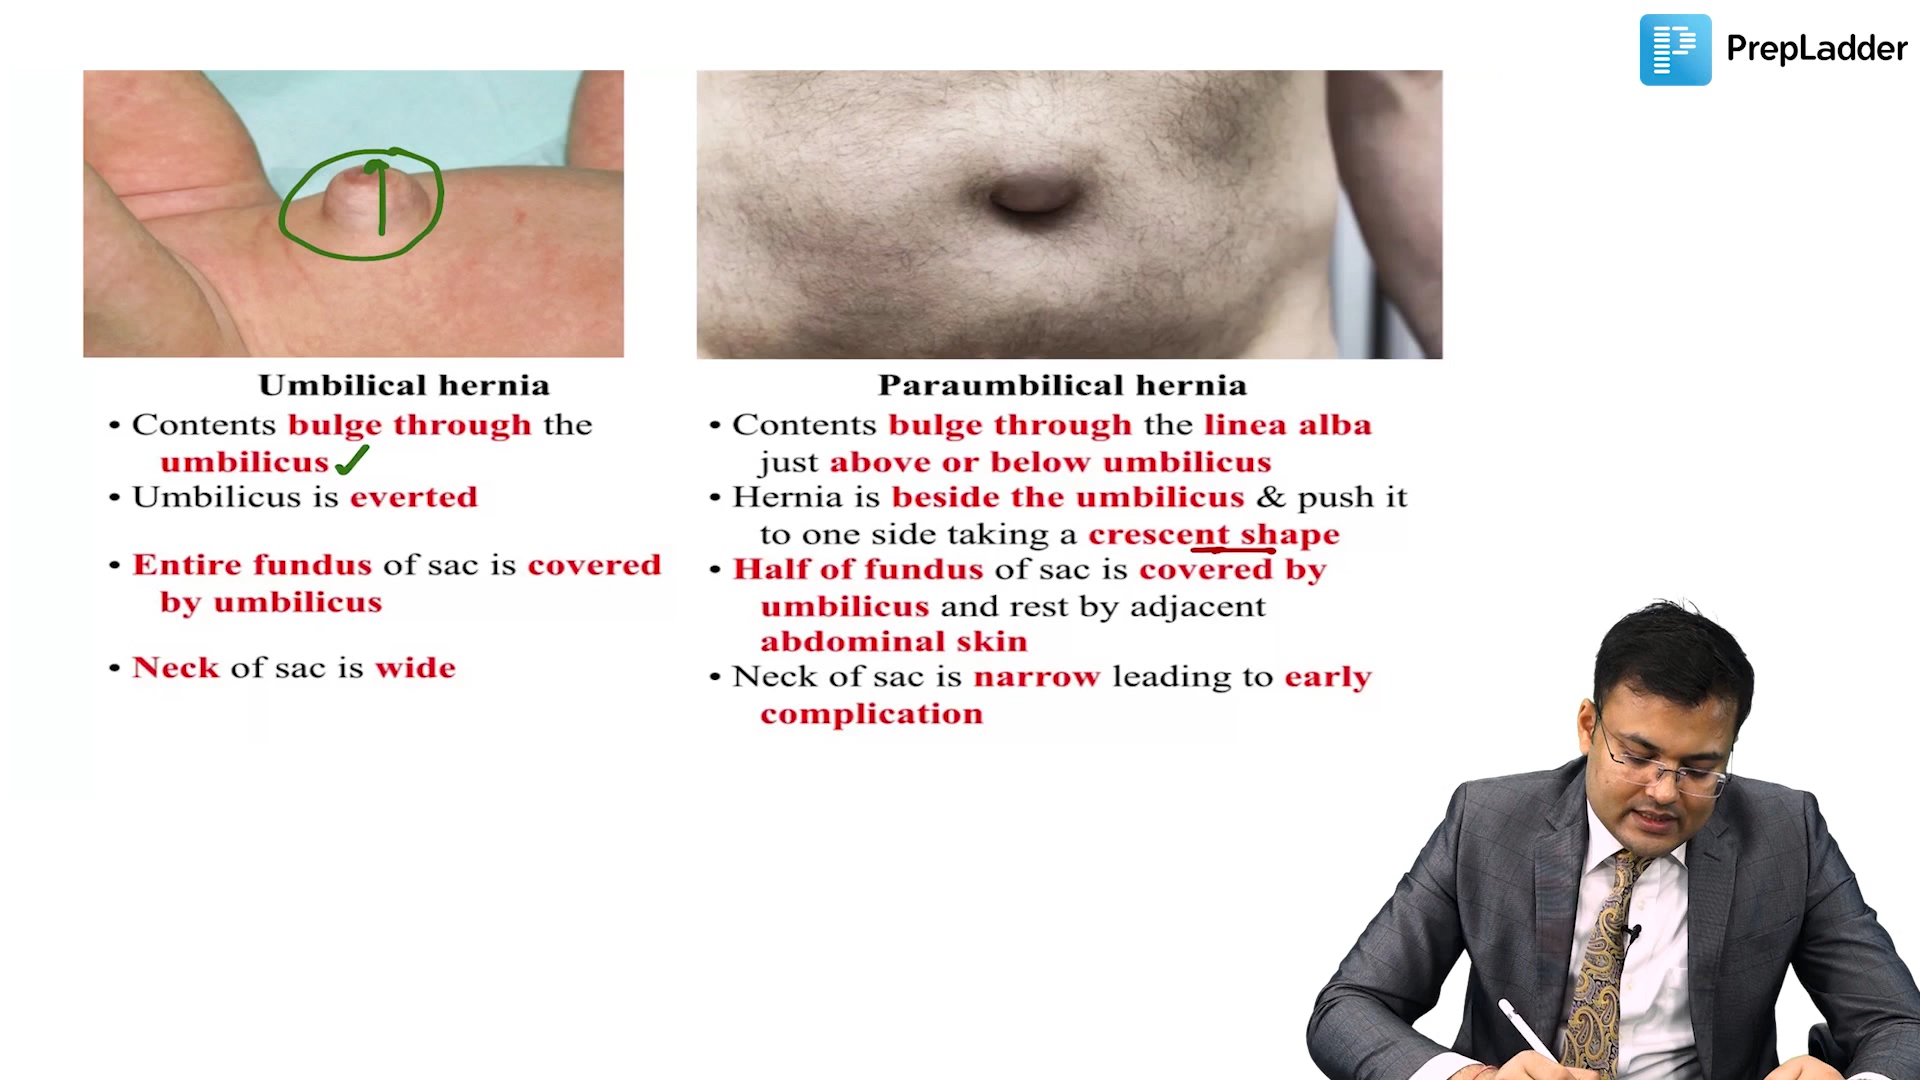 PrepLadder
Umbilical hernia
• Contents bulge through the
umbilicus
• Umbilicus is everted
• Entire fundus of sac is covered
by umbilicus
• Neck of sac is wide
Paraumbilical hernia
• Contents bulge through the linea alba
just above or below umbilicus
• Hernia is beside the umbilicus & push it
to one side taking a crescent shape
• Half of fundus of sac is covered by
umbilicus and rest by adjacent
abdominal skin
• Neck of sac is narrow leading to early
complication